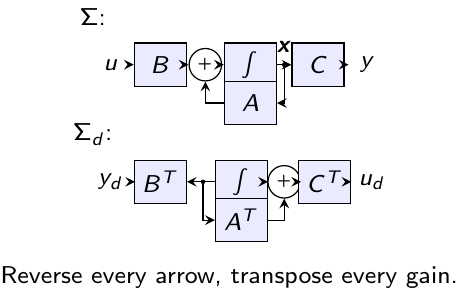 Σ:
u B + ∫ x C y
A
Σ_d:
y_d B^T ∫ + C^T u_d
A^T
Reverse every arrow, transpose every gain.